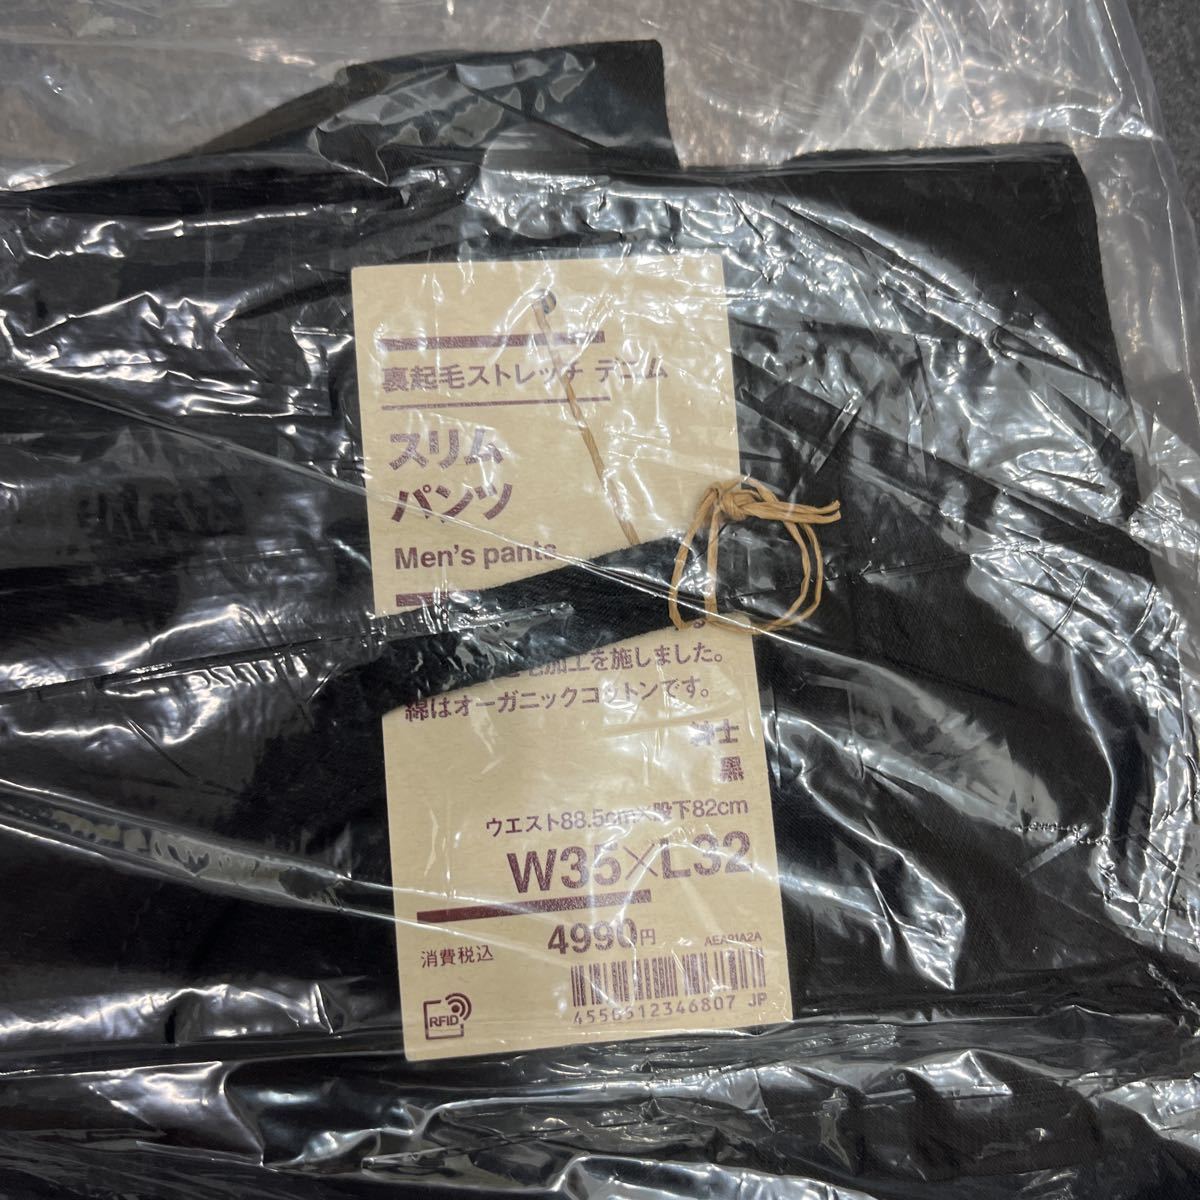 裏起毛ストレッチ デニム
スリム
パンツ
Men's pants
毛加工を施しました。
綿はオーガニックコットンです。
紳士
黒
ウエスト88.5cm×股下82cm
W35×L32
消費税込 4990円
AEA91A2A
4550512346807 JP
RFID